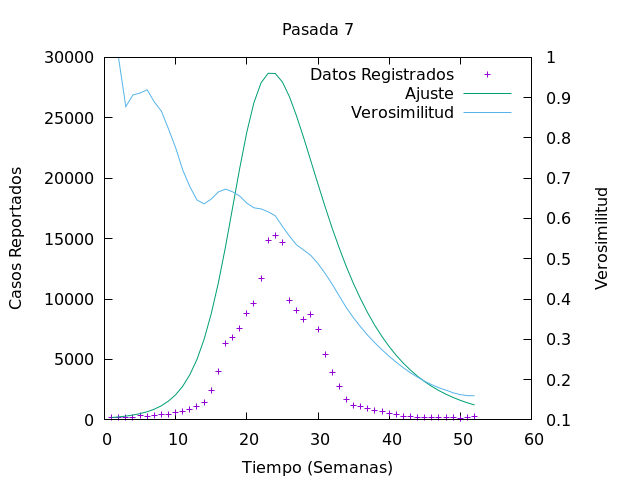 Pasada 7
30000
25000
20000
15000
10000
5000
0
1
0.9
0.8
0.7
0.6
0.5
0.4
0.3
0.2
0.1
Datos Registrados
Ajuste
Verosimilitud
Casos Reportados
Verosimilitud
0 10 20 30 40 50 60
Tiempo (Semanas)